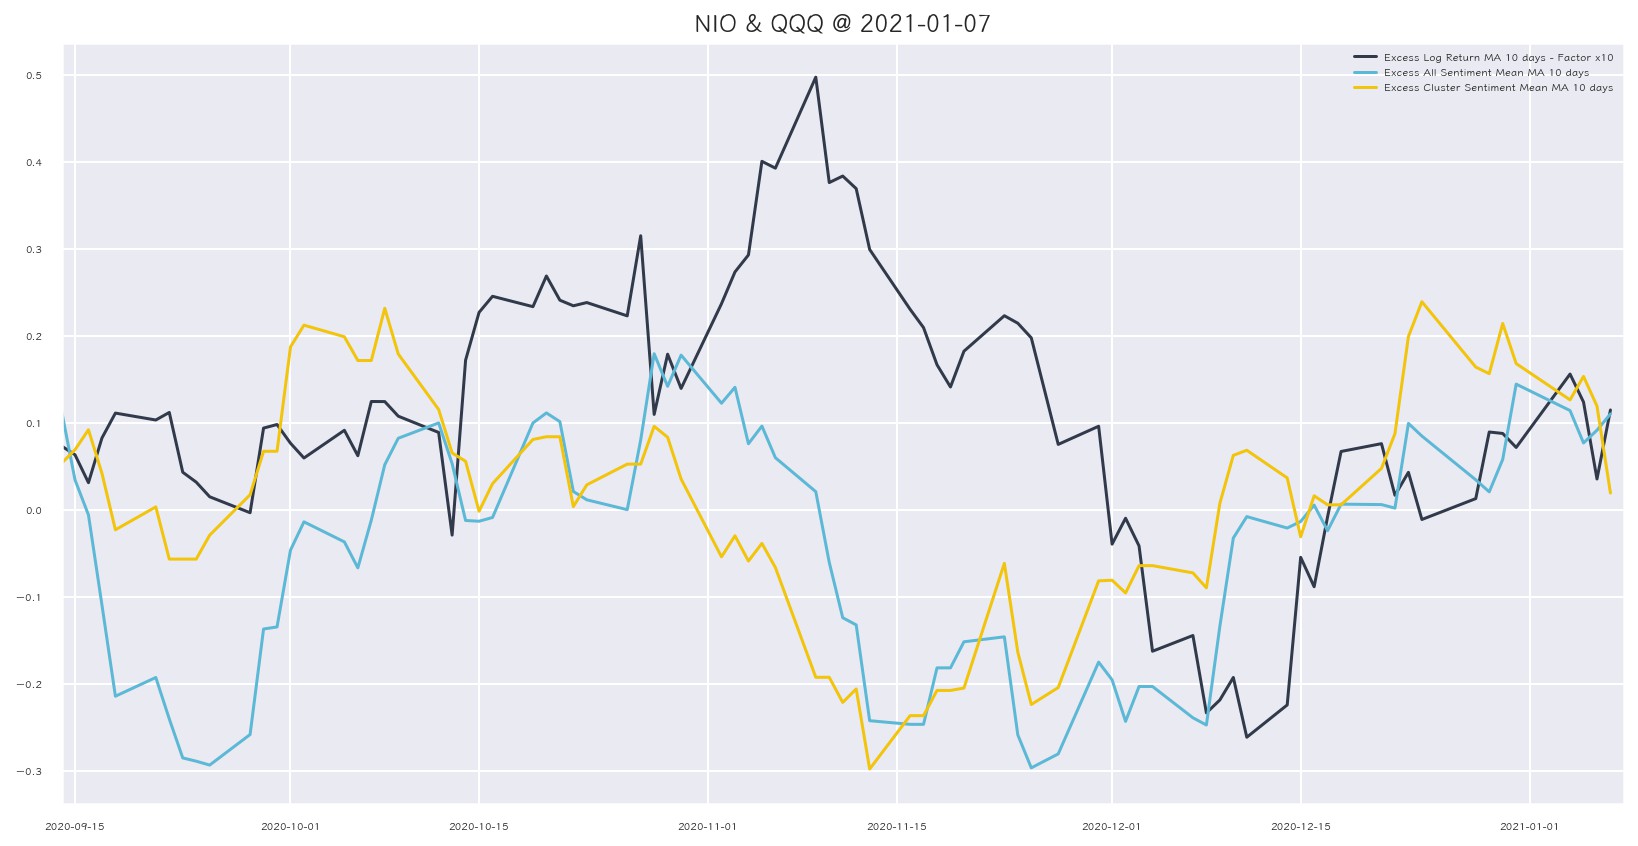 NIO & QQQ @ 2021-01-07
Excess Log Return MA 10 days - Factor x10
Excess All Sentiment Mean MA 10 days
Excess Cluster Sentiment Mean MA 10 days
0.5
0.4
0.3
0.2
0.1
0.0
−0.1
−0.2
−0.3
2020-09-15 2020-10-01 2020-10-15 2020-11-01 2020-11-15 2020-12-01 2020-12-15 2021-01-01